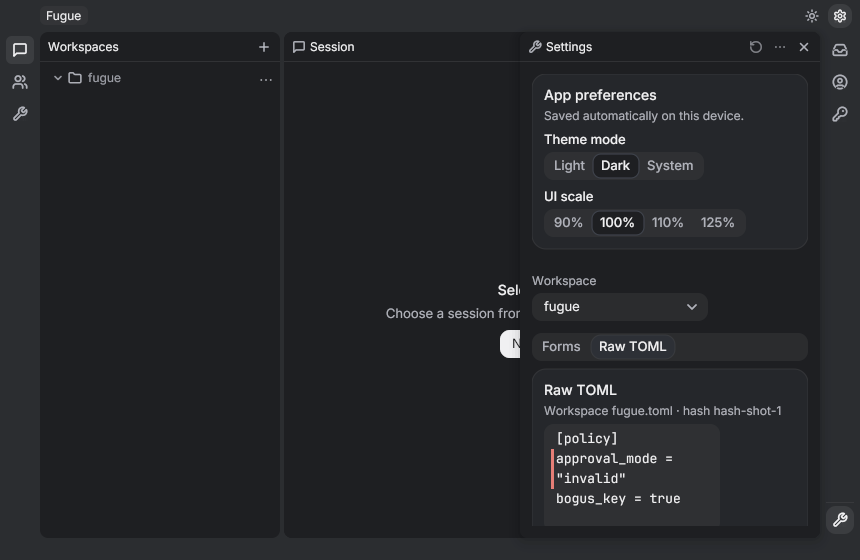 Fugue
Workspaces
fugue
Session
Choose a session
Settings
App preferences
Saved automatically on this device.
Theme mode
Light Dark System
UI scale
90% 100% 110% 125%
Workspace
fugue
Forms Raw TOML
Raw TOML
Workspace fugue.toml · hash hash-shot-1
[policy]
approval_mode =
"invalid"
bogus_key = true